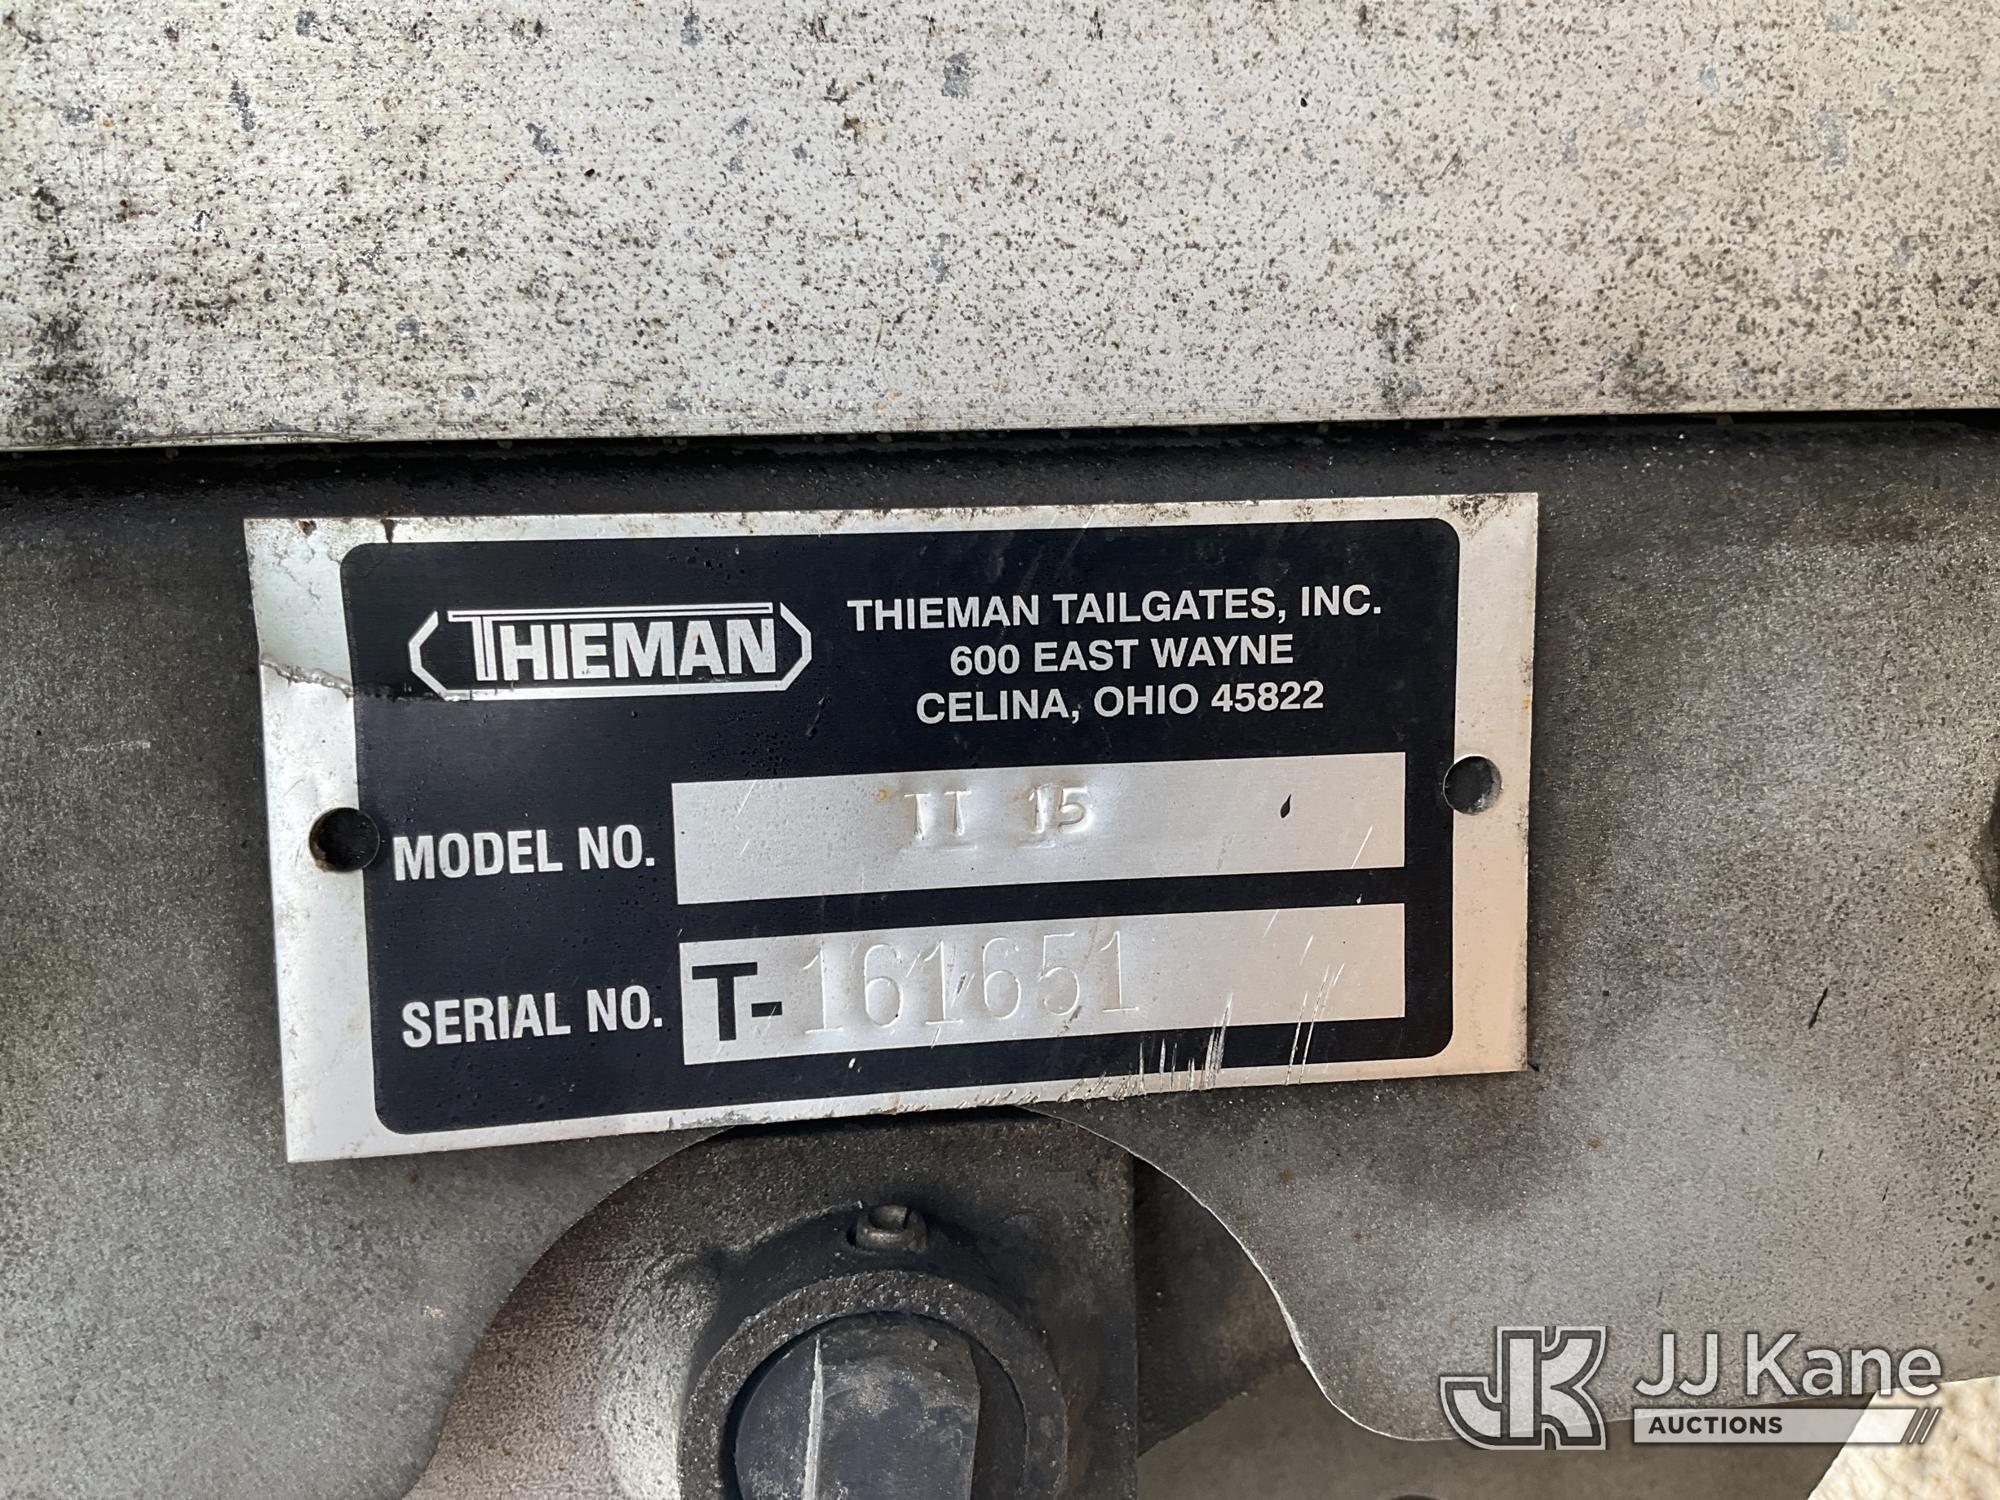 THIEMAN
THIEMAN TAILGATES, INC.
600 EAST WAYNE
CELINA, OHIO 45822
MODEL NO. TT 15
SERIAL NO. T-161651
JK JJ Kane
AUCTIONS